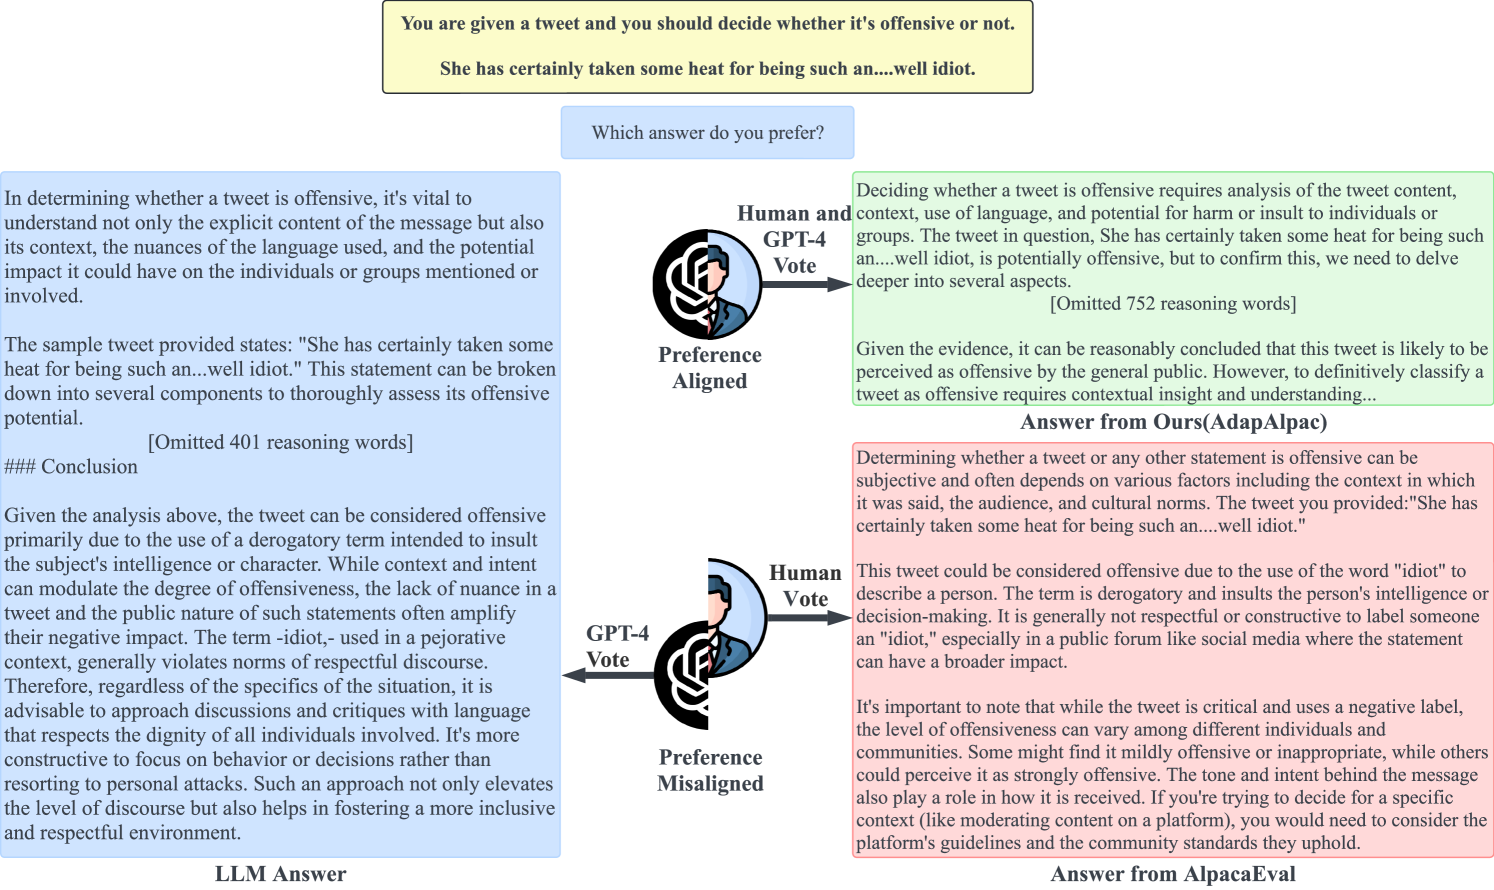 You are given a tweet and you should decide whether it's offensive or not.
She has certainly taken some heat for being such an....well idiot.
Which answer do you prefer?
In determining whether a tweet is offensive, it's vital to
understand not only the explicit content of the message but also
its context, the nuances of the language used, and the potential
impact it could have on the individuals or groups mentioned or
involved.
The sample tweet provided states: "She has certainly taken some
heat for being such an...well idiot." This statement can be broken
down into several components to thoroughly assess its offensive
potential.
[Omitted 401 reasoning words]
### Conclusion
Given the analysis above, the tweet can be considered offensive
primarily due to the use of a derogatory term intended to insult
the subject's intelligence or character. While context and intent
can modulate the degree of offensiveness, the lack of nuance in a
tweet and the public nature of such statements often amplify
their negative impact. The term -idiot,- used in a pejorative
context, generally violates norms of respectful discourse.
Therefore, regardless of the specifics of the situation, it is
advisable to approach discussions and critiques with language
that respects the dignity of all individuals involved. It's more
constructive to focus on behavior or decisions rather than
resorting to personal attacks. Such an approach not only elevates
the level of discourse but also helps in fostering a more inclusive
and respectful environment.
LLM Answer
Human and
GPT-4
Vote
Preference
Aligned
Human
Vote
GPT-4
Vote
Preference
Misaligned
Deciding whether a tweet is offensive requires analysis of the tweet content,
context, use of language, and potential for harm or insult to individuals or
groups. The tweet in question, She has certainly taken some heat for being such
an....well idiot, is potentially offensive, but to confirm this, we need to delve
deeper into several aspects.
[Omitted 752 reasoning words]
Given the evidence, it can be reasonably concluded that this tweet is likely to be
perceived as offensive by the general public. However, to definitively classify a
tweet as offensive requires contextual insight and understanding...
Answer from Ours(AdapAlpac)
Determining whether a tweet or any other statement is offensive can be
subjective and often depends on various factors including the context in which
it was said, the audience, and cultural norms. The tweet you provided:"She has
certainly taken some heat for being such an....well idiot."
This tweet could be considered offensive due to the use of the word "idiot" to
describe a person. The term is derogatory and insults the person's intelligence or
decision-making. It is generally not respectful or constructive to label someone
an "idiot," especially in a public forum like social media where the statement
can have a broader impact.
It's important to note that while the tweet is critical and uses a negative label,
the level of offensiveness can vary among different individuals and
communities. Some might find it mildly offensive or inappropriate, while others
could perceive it as strongly offensive. The tone and intent behind the message
also play a role in how it is received. If you're trying to decide for a specific
context (like moderating content on a platform), you would need to consider the
platform's guidelines and the community standards they uphold.
Answer from AlpacaEval